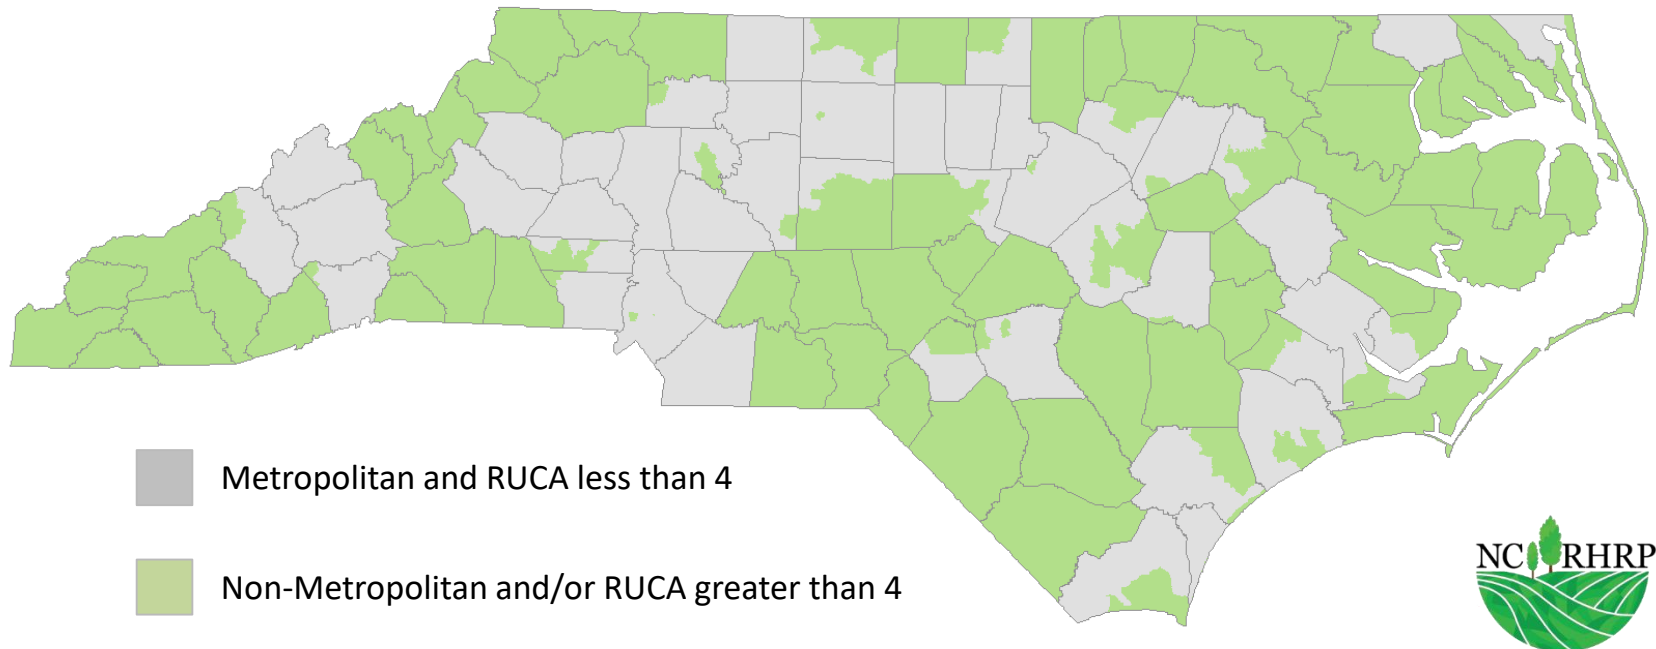 Metropolitan and RUCA less than 4
Non-Metropolitan and/or RUCA greater than 4
NC RHRP